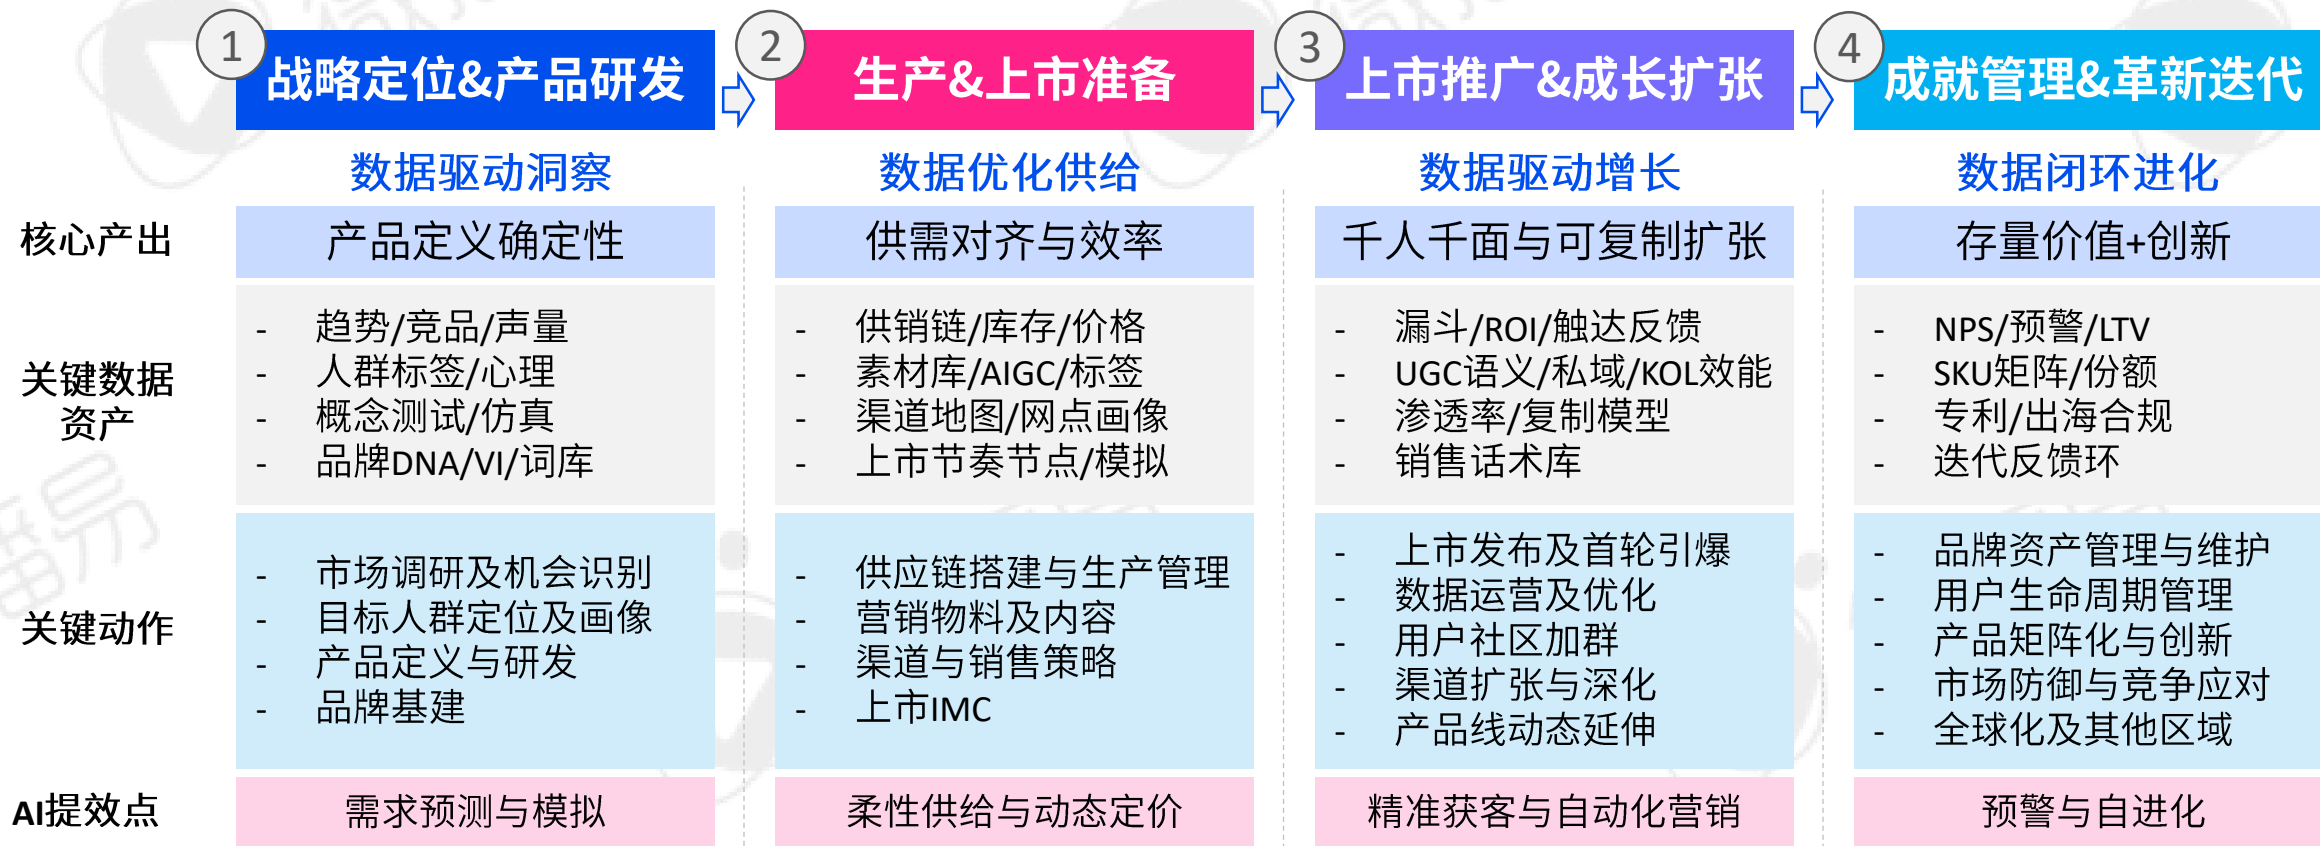 1
战略定位&产品研发
2
生产&上市准备
3
上市推广&成长扩张
4
成就管理&革新迭代
数据驱动洞察
数据优化供给
数据驱动增长
数据闭环进化
核心产出
产品定义确定性
供需对齐与效率
千人千面与可复制扩张
存量价值+创新
关键数据
资产
- 趋势/竞品/声量
- 人群标签/心理
- 概念测试/仿真
- 品牌DNA/VI/词库
- 供销链/库存/价格
- 素材库/AIGC/标签
- 渠道地图/网点画像
- 上市节奏节点/模拟
- 漏斗/ROI/触达反馈
- UGC语义/私域/KOL效能
- 渗透率/复制模型
- 销售话术库
- NPS/预警/LTV
- SKU矩阵/份额
- 专利/出海合规
- 迭代反馈环
关键动作
- 市场调研及机会识别
- 目标人群定位及画像
- 产品定义与研发
- 品牌基建
- 供应链搭建与生产管理
- 营销物料及内容
- 渠道与销售策略
- 上市IMC
- 上市发布及首轮引爆
- 数据运营及优化
- 用户社区加群
- 渠道扩张与深化
- 产品线动态延伸
- 品牌资产管理与维护
- 用户生命周期管理
- 产品矩阵化与创新
- 市场防御与竞争应对
- 全球化及其他区域
AI提效点
需求预测与模拟
柔性供给与动态定价
精准获客与自动化营销
预警与自进化